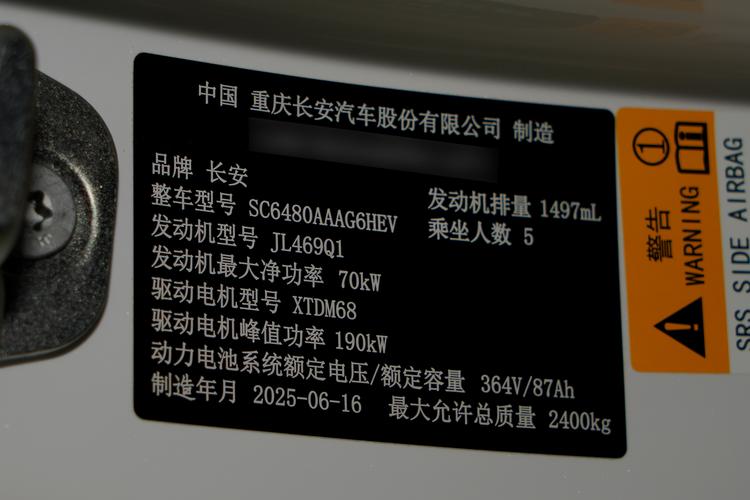 中国 重庆长安汽车股份有限公司 制造
品牌 长安
整车型号 SC6480AAAG6HEV 发动机排量 1497mL
发动机型号 JL469Q1 乘坐人数 5
发动机最大净功率 70kW
驱动电机型号 XTDM68
驱动电机峰值功率 190kW
动力电池系统额定电压/额定容量 364V/87Ah
制造年月 2025-06-16 最大允许总质量 2400kg
警告
WARNING
SRS SIDE AIRBAG